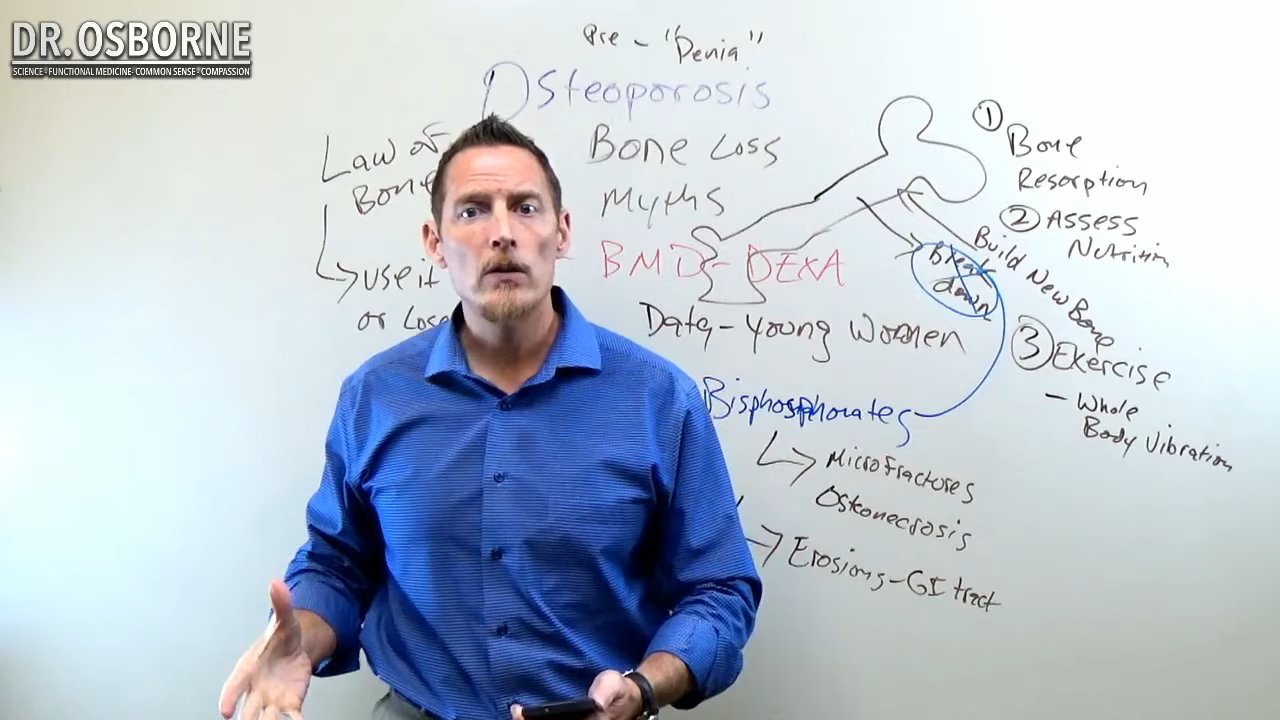 DR. OSBORNE
SCIENCE - FUNCTIONAL MEDICINE - COMMON SENSE - COMPASSION
Pre - "Penia"
Osteoporosis
Bone Loss
Myths
BMD - DEXA
Data - Young Women
Law of
Bone
use it
or Lose
Break
down
Build New Bone
① Bone
Resorption
② Assess
Nutrition
③ Exercise
- Whole
Body Vibration
Bisphosphonates
Microfractures
Osteonecrosis
Erosions - GI tract